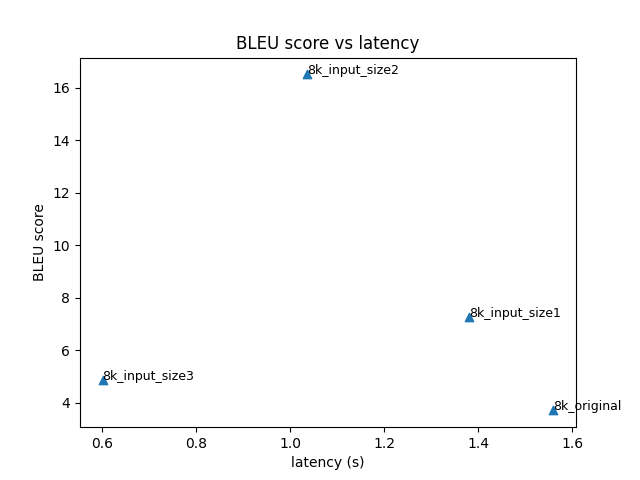 BLEU score vs latency
8k_input_size2
16
14
12
10
BLEU score
8
8k_input_size1
6
8k_input_size3
4
8k_original
0.6 0.8 1.0 1.2 1.4 1.6
latency (s)